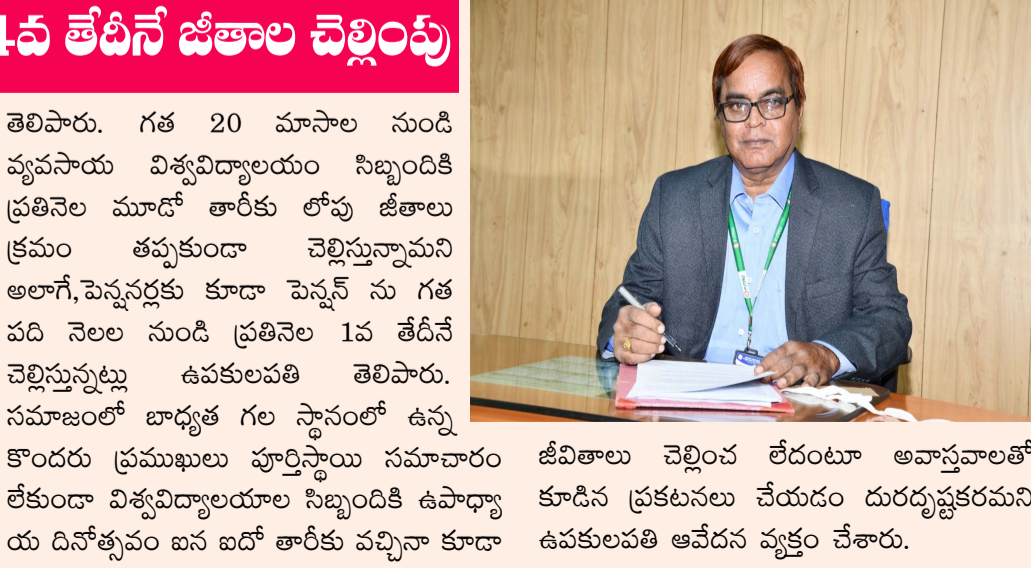 4వ తేదీనే జీతాల చెల్లింపు
తెలిపారు. గత 20 మాసాల నుండి
వ్యవసాయ విశ్వవిద్యాలయం సిబ్బందికి
ప్రతినెల మూడో తారీకు లోపు జీతాలు
క్రమం తప్పకుండా చెల్లిస్తున్నామని
అలాగే,పెన్షనర్లకు కూడా పెన్షన్ ను గత
పది నెలల నుండి ప్రతినెల 1వ తేదీనే
చెల్లిస్తున్నట్లు ఉపకులపతి తెలిపారు.
సమాజంలో బాధ్యత గల స్థానంలో ఉన్న
కొందరు ప్రముఖులు పూర్తిస్థాయి సమాచారం
లేకుండా విశ్వవిద్యాలయాల సిబ్బందికి ఉపాధ్యా
య దినోత్సవం ఐన ఐదో తారీకు వచ్చినా కూడా
జీవితాలు చెల్లించ లేదంటూ అవాస్తవాలతో
కూడిన ప్రకటనలు చేయడం దురదృష్టకరమని
ఉపకులపతి ఆవేదన వ్యక్తం చేశారు.